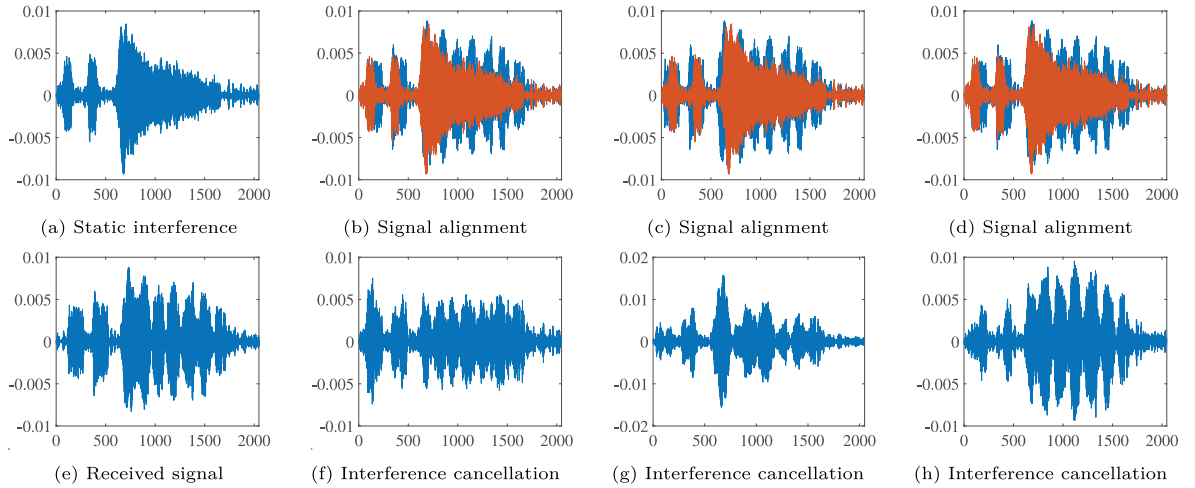 0.01 0.01 0.01 0.01
0.005 0.005 0.005 0.005
0 0 0 0
-0.005 -0.005 -0.005 -0.005
-0.01 -0.01 -0.01 -0.01
0 500 1000 1500 2000 0 500 1000 1500 2000 0 500 1000 1500 2000 0 500 1000 1500 2000
(a) Static interference (b) Signal alignment (c) Signal alignment (d) Signal alignment
0.01 0.01 0.02 0.01
0.005 0.005 0.01 0.005
0 0 0 0
-0.005 -0.005 -0.01 -0.005
-0.01 -0.01 -0.02 -0.01
0 500 1000 1500 2000 0 500 1000 1500 2000 0 500 1000 1500 2000 0 500 1000 1500 2000
(e) Received signal (f) Interference cancellation (g) Interference cancellation (h) Interference cancellation